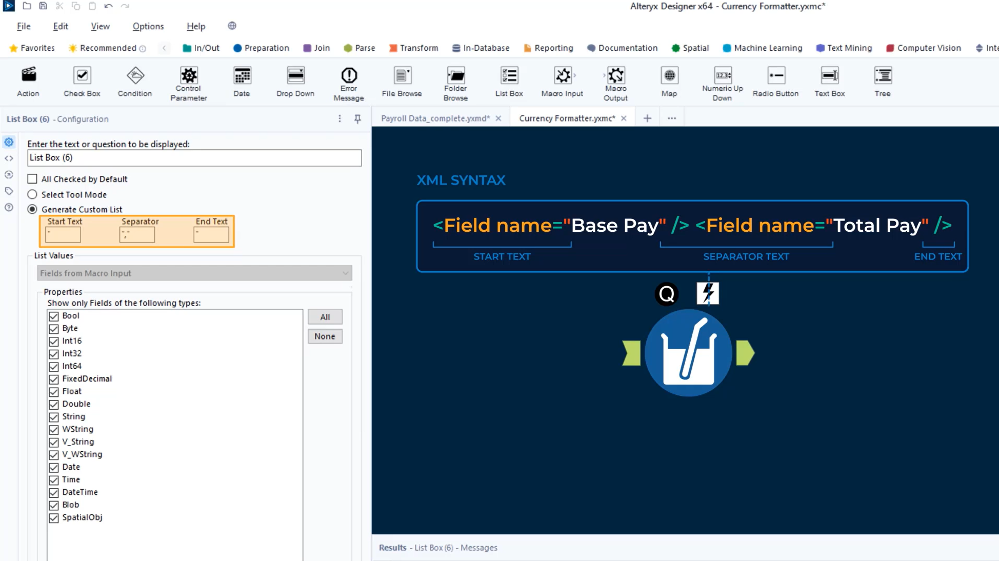 Alteryx Designer x64 - Currency Formatter.yxmc*
File Edit View Options Help
Favorites Recommended In/Out Preparation Join Parse Transform In-Database Reporting Documentation Spatial Machine Learning Text Mining Computer Vision
Action Check Box Condition Control Parameter Date Drop Down Error Message File Browse Folder Browse List Box Macro Input Macro Output Map Numeric Up Down Radio Button Text Box Tree
List Box (6) - Configuration
Payroll Data_complete.yxmd* Currency Formatter.yxmc*
Enter the text or question to be displayed:
List Box (6)
All Checked by Default
Select Tool Mode
Generate Custom List
Start Text Separator End Text
" "," "
List Values
Fields from Macro Input
Properties
Show only Fields of the following types:
Bool
Byte
Int16
Int32
Int64
FixedDecimal
Float
Double
String
WString
V_String
V_WString
Date
Time
DateTime
Blob
SpatialObj
All
None
XML SYNTAX
<Field name="Base Pay" /> <Field name="Total Pay" />
START TEXT SEPARATOR TEXT END TEXT
Q
Results - List Box (6) - Messages